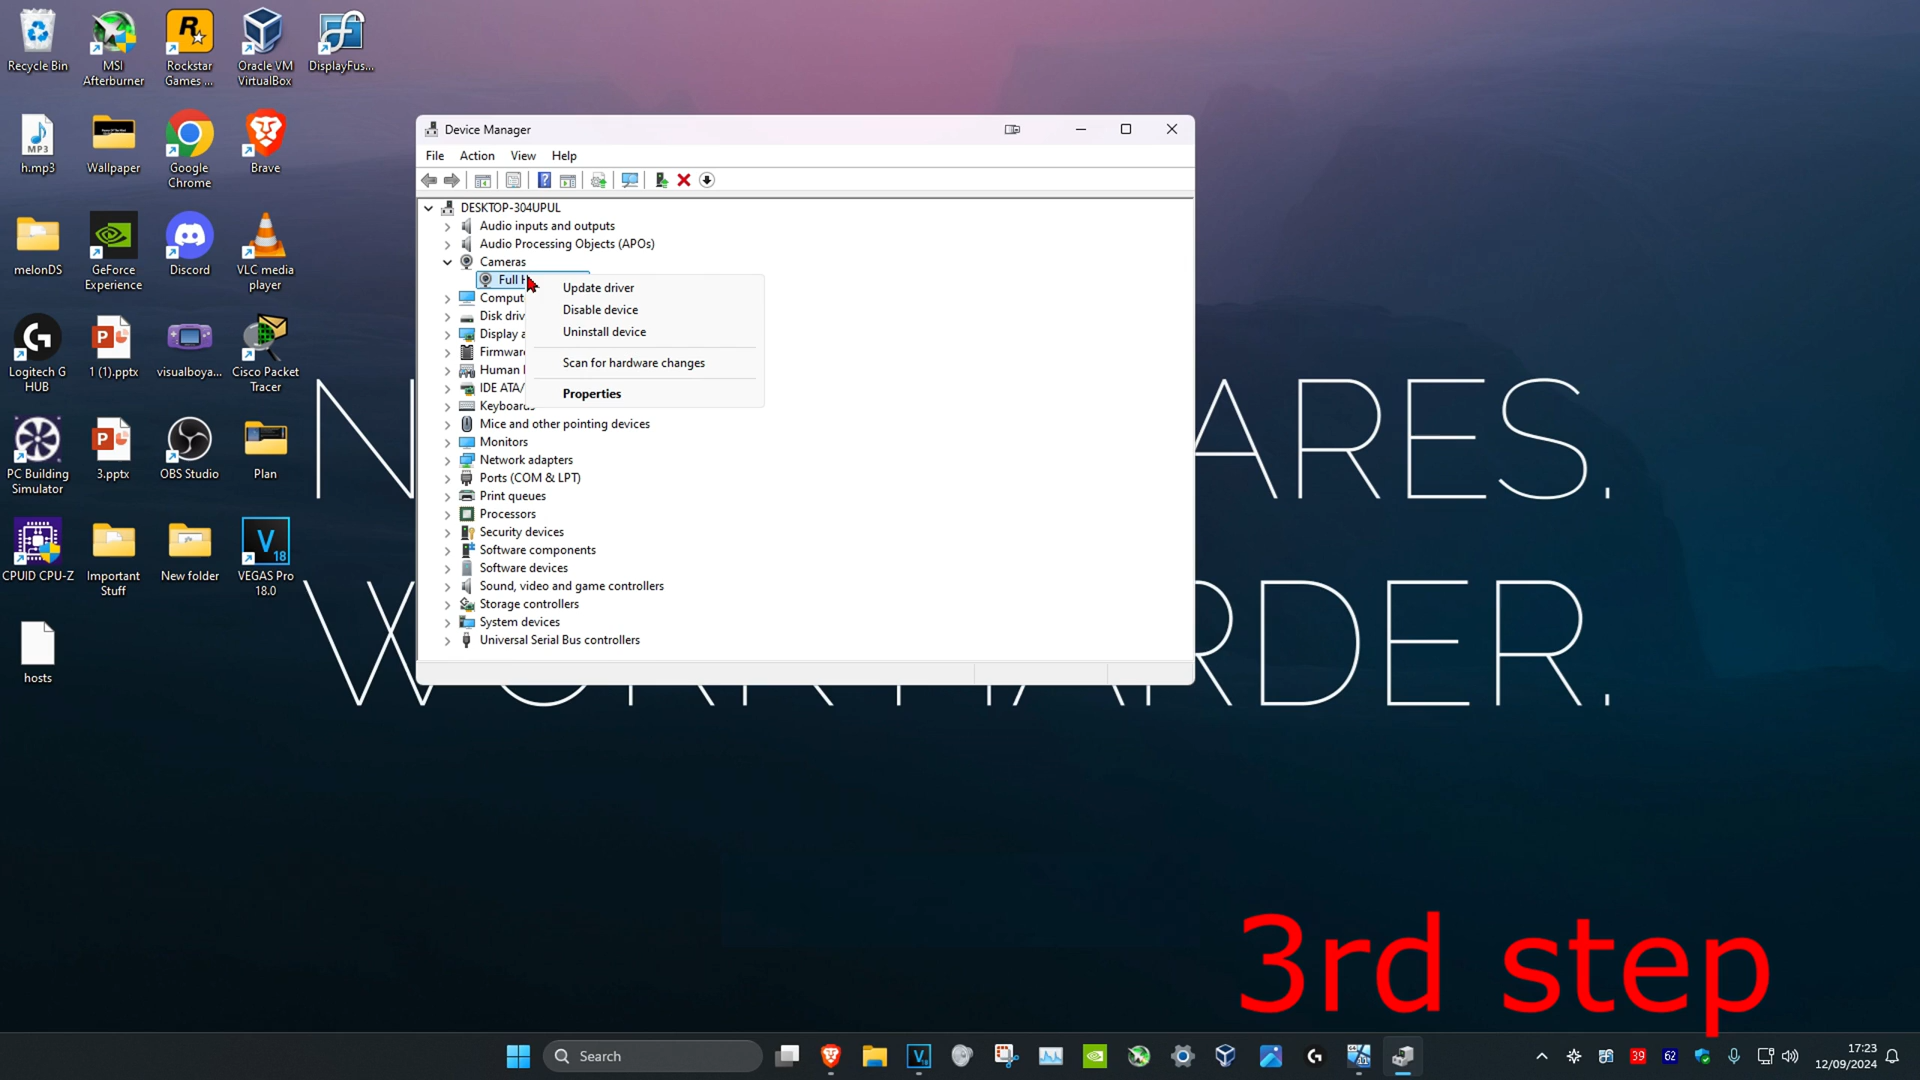 Recycle Bin
MSI
Afterburner
Rockstar
Games ...
Oracle VM
VirtualBox
DisplayFus...
h.mp3
Wallpaper
Google
Chrome
Brave
melonDS
GeForce
Experience
Discord
VLC media
player
Logitech G
HUB
1 (1).pptx
visualboya...
Cisco Packet
Tracer
PC Building
Simulator
3.pptx
OBS Studio
Plan
CPUID CPU-Z
Important
Stuff
New folder
VEGAS Pro
18.0
hosts
Device Manager
File Action View Help
DESKTOP-304UPUL
Audio inputs and outputs
Audio Processing Objects (APOs)
Cameras
Full
Comput
Disk driv
Display a
Firmware
Human
IDE ATA/
Keyboards
Mice and other pointing devices
Monitors
Network adapters
Ports (COM & LPT)
Print queues
Processors
Security devices
Software components
Software devices
Sound, video and game controllers
Storage controllers
System devices
Universal Serial Bus controllers
Update driver
Disable device
Uninstall device
Scan for hardware changes
Properties
N ARES.
WORK HARDER.
3rd step
Search
39
62
17:23
12/09/2024